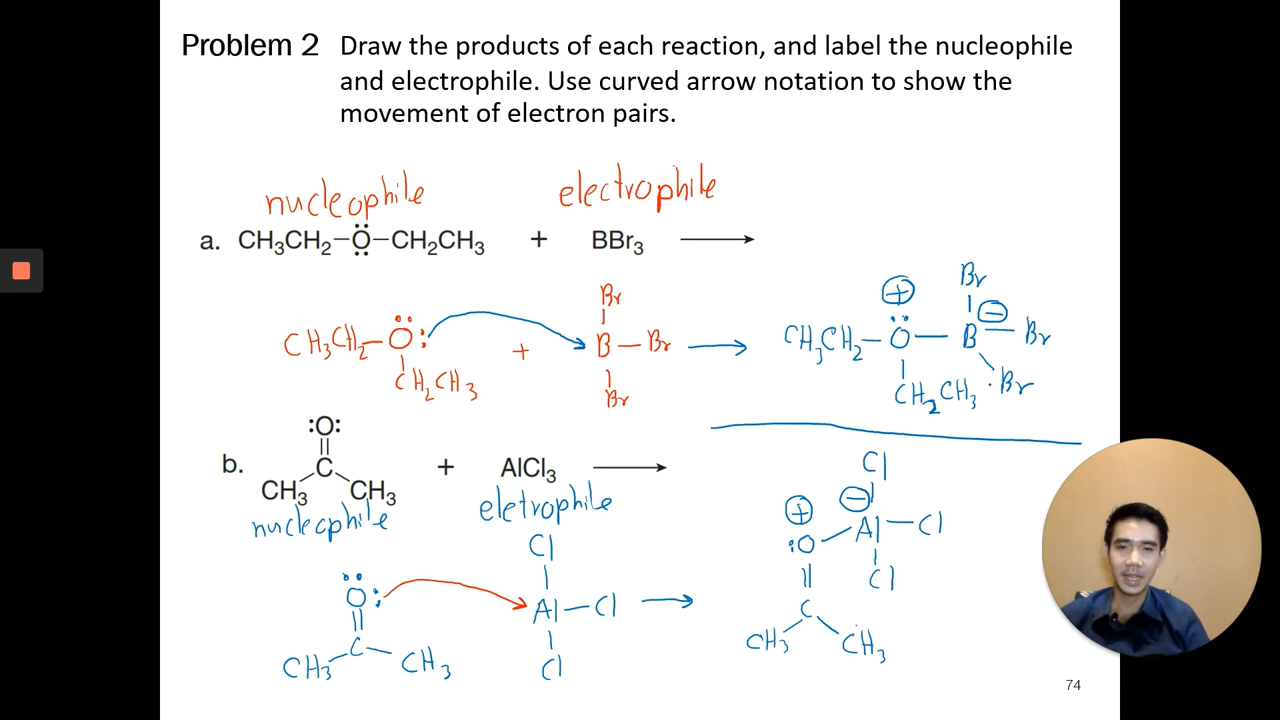 Problem 2 Draw the products of each reaction, and label the nucleophile
and electrophile. Use curved arrow notation to show the
movement of electron pairs.
nucleophile electrophile
a. CH₃CH₂–Ö–CH₂CH₃ + BBr₃ →
Br Br
CH₃CH₂–O: + B–Br → CH₃CH₂–O–B–Br
CH₂CH₃ Br CH₂CH₃ Br
⊕ ⊖
:O:
b. C + AlCl₃ →
CH₃ CH₃
nucleophile eletrophile
Cl Cl
⊕ ⊖
:O–Al–Cl
O: Al–Cl → Cl
C Cl C
CH₃ CH₃ CH₃ CH₃
74